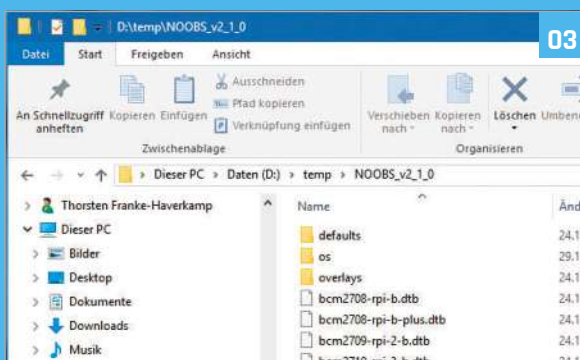 D:\temp\NOOBS_v2_1_0
03
Datei Start Freigeben Ansicht
An Schnellzugriff anheften
Kopieren
Einfügen
Ausschneiden
Pfad kopieren
Verknüpfung einfügen
Verschieben nach
Kopieren nach
Löschen
Zwischenablage
Organisieren
Dieser PC > Daten (D:) > temp > NOOBS_v2_1_0
Thorsten Franke-Haverkamp
Dieser PC
Bilder
Desktop
Dokumente
Downloads
Musik
Name
defaults 24.1
os 29.1
overlays 24.1
bcm2708-rpi-b.dtb 24.1
bcm2708-rpi-b-plus.dtb 24.1
bcm2709-rpi-2-b.dtb 24.1